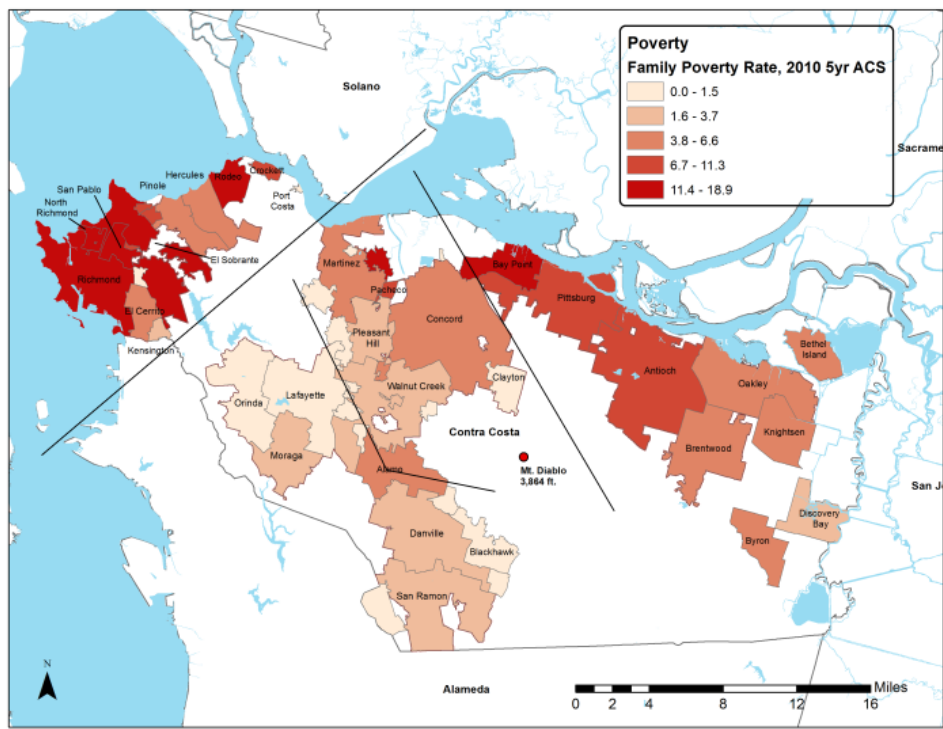 Poverty
Family Poverty Rate, 2010 5yr ACS
0.0 - 1.5
1.6 - 3.7
3.8 - 6.6
6.7 - 11.3
11.4 - 18.9
Solano
Sacrame
Hercules
Rodeo
Crockett
San Pablo
Pinole
Port
Costa
North
Richmond
El Sobrante
Richmond
El Cerrito
Kensington
Martinez
Pacheco
Bay Point
Pittsburg
Concord
Pleasant
Hill
Bethel
Island
Antioch
Oakley
Clayton
Walnut Creek
Orinda
Lafayette
Contra Costa
Knightsen
Brentwood
Moraga
Alamo
Mt. Diablo
3,864 ft.
San Jo
Discovery
Bay
Danville
Byron
Blackhawk
San Ramon
N
Alameda
Miles
0 2 4 8 12 16